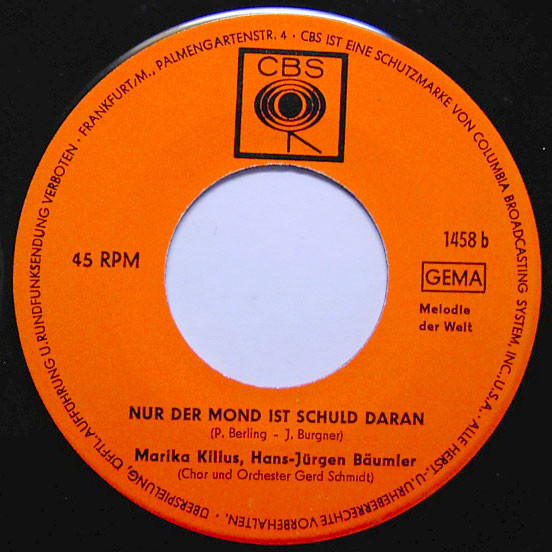 FRANKFURT/M., PALMENGARTENSTR. 4 · CBS IST EINE SCHUTZMARKE VON COLUMBIA BROADCASTING SYSTEM, INC., U.S.A., ALLE HERST.- U. URHEBERRECHTE VORBEHALTEN. · ÜBERSPIELUNG, ÖFFTL. AUFFÜHRUNG U. RUNDFUNKSENDUNG VERBOTEN ·
CBS
45 RPM
1458 b
GEMA
Melodie
der Welt
NUR DER MOND IST SCHULD DARAN
(P. Berling - J. Burgner)
Marika Kilius, Hans-Jürgen Bäumler
(Chor und Orchester Gerd Schmidt)